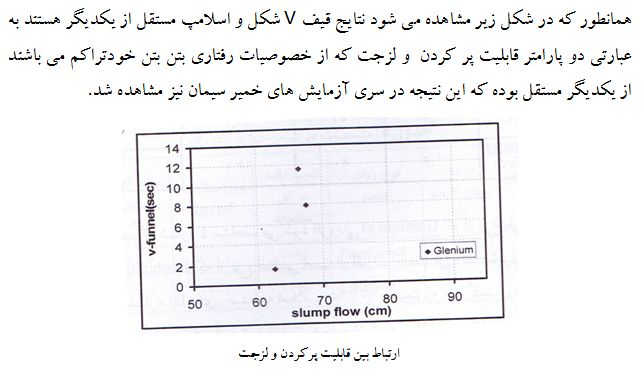 همانطور که در شکل زیر مشاهده می شود نتایج قیف V شکل و اسلامپ مستقل از یکدیگر هستند به
عبارتی دو پارامتر قابلیت پر کردن و لزجت که از خصوصیات رفتاری بتن بتن خودتراکم می باشند
از یکدیگر مستقل بوده که این نتیجه در سری آزمایش های خمیر سیمان نیز مشاهده شد.
14
12
10
8
6
4
2
0
v-funnel(sec)
Glenium
50 60 70 80 90
slump flow (cm)
ارتباط بین قابلیت پرکردن و لزجت